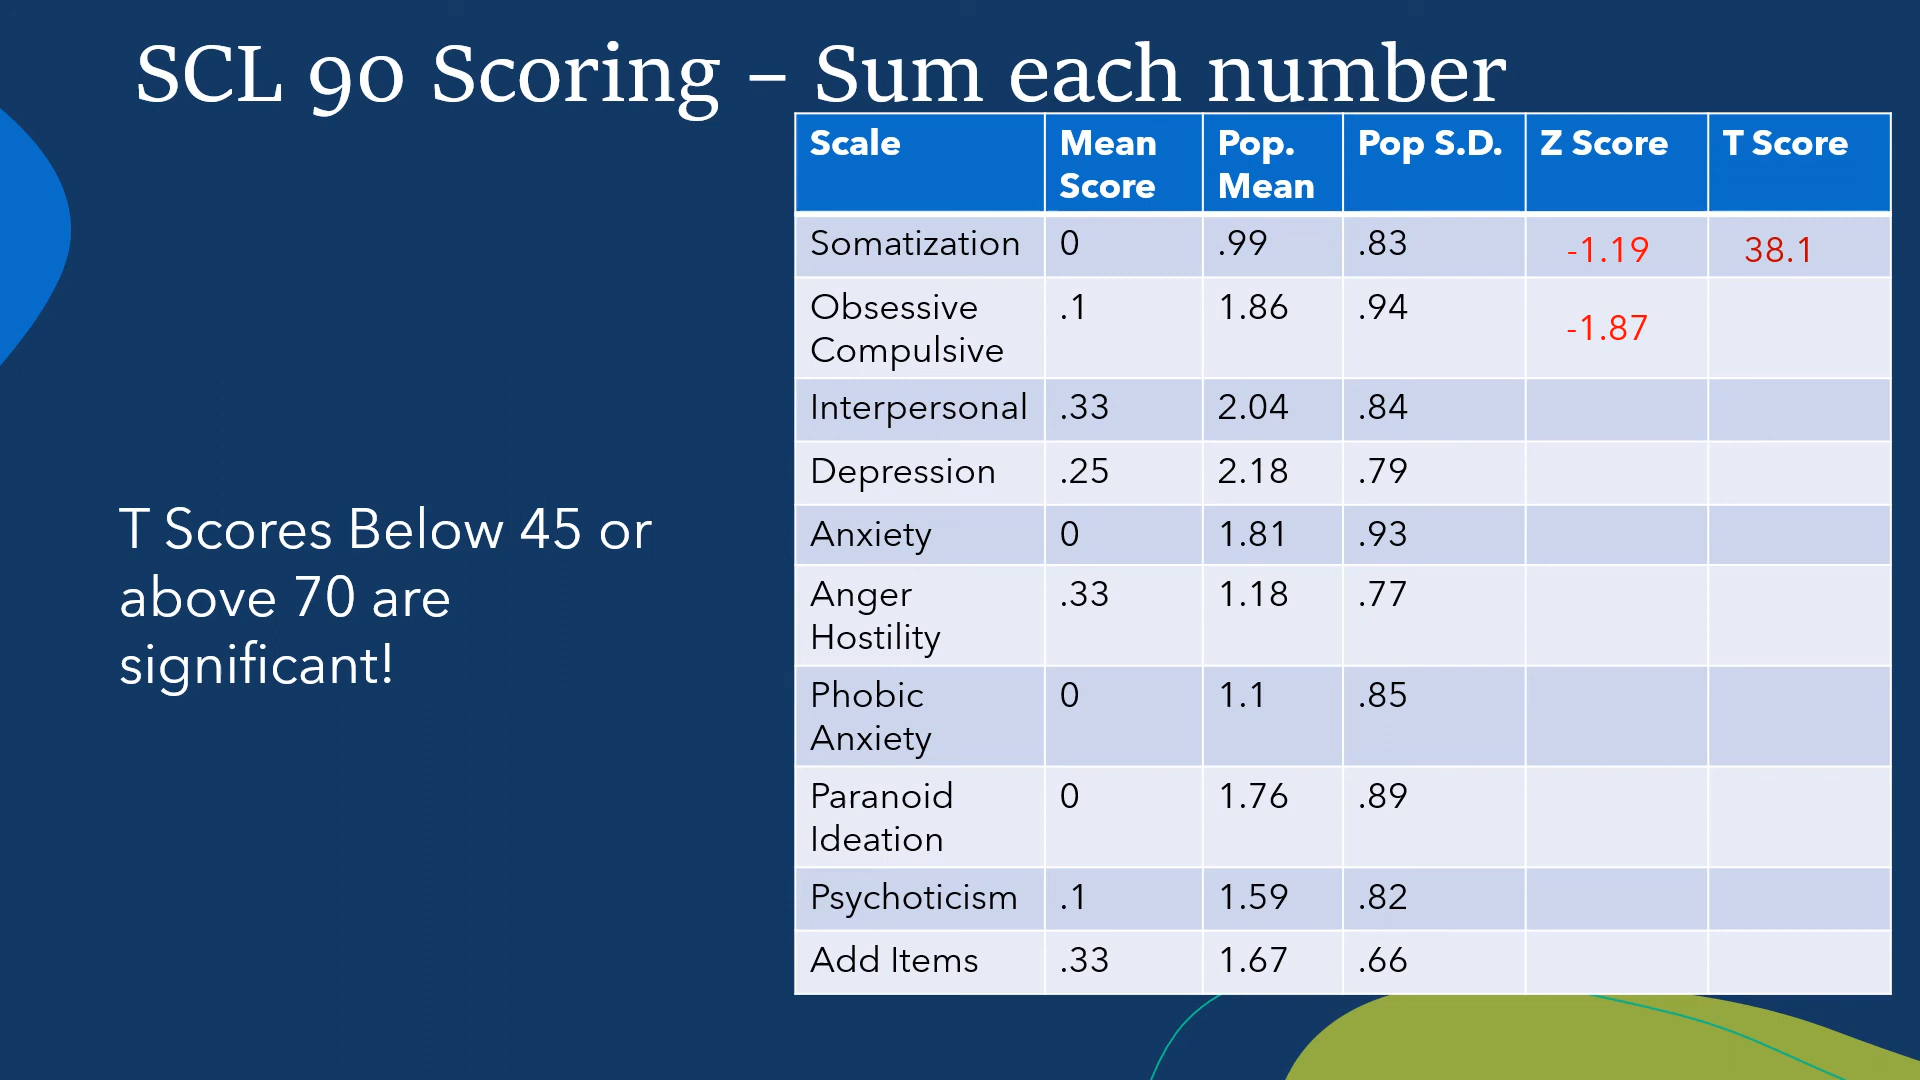 SCL 90 Scoring – Sum each number
T Scores Below 45 or
above 70 are
significant!
Scale Mean Score Pop. Mean Pop S.D. Z Score T Score
Somatization 0 .99 .83 -1.19 38.1
Obsessive Compulsive .1 1.86 .94 -1.87
Interpersonal .33 2.04 .84
Depression .25 2.18 .79
Anxiety 0 1.81 .93
Anger Hostility .33 1.18 .77
Phobic Anxiety 0 1.1 .85
Paranoid Ideation 0 1.76 .89
Psychoticism .1 1.59 .82
Add Items .33 1.67 .66